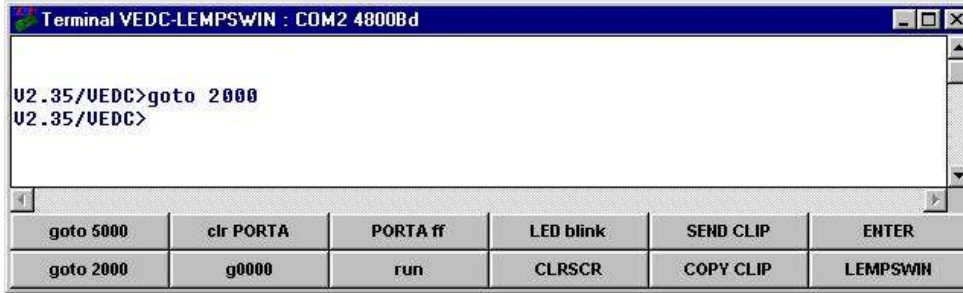 Terminal VEDC-LEMPSWIN : COM2 4800Bd
V2.35/VEDC>goto 2000
V2.35/VEDC>
goto 5000 clr PORTA PORTA ff LED blink SEND CLIP ENTER
goto 2000 g0000 run CLRSCR COPY CLIP LEMPSWIN